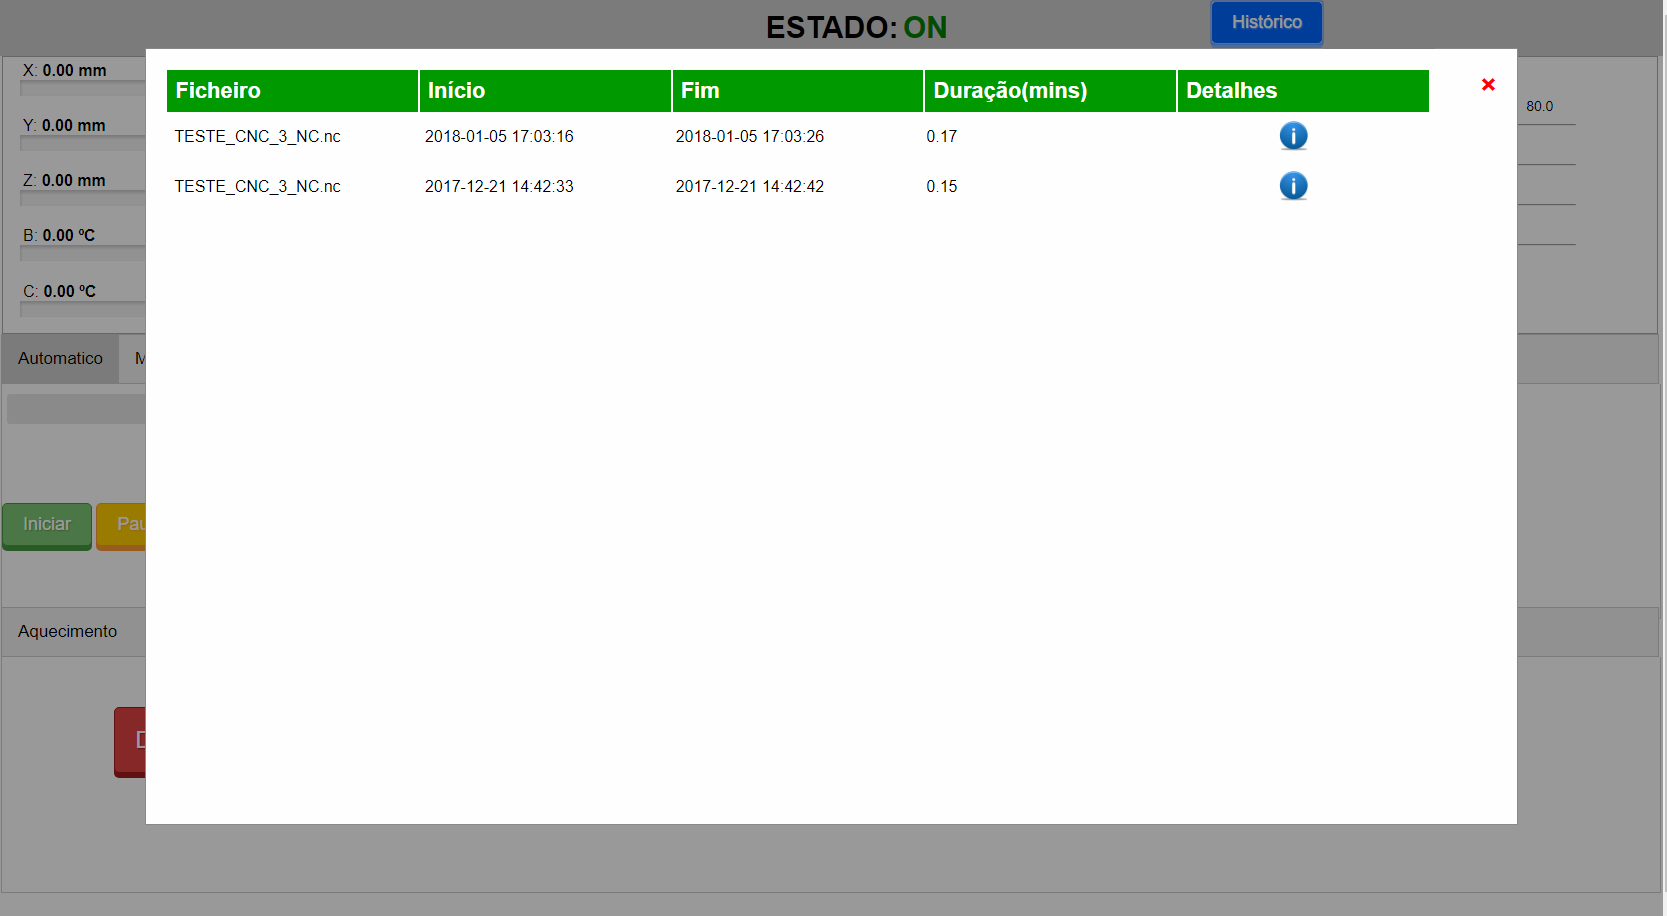 ESTADO: ON
Histórico
X: 0.00 mm
Y: 0.00 mm
Z: 0.00 mm
B: 0.00 ºC
C: 0.00 ºC
80.0
Ficheiro Início Fim Duração(mins) Detalhes
TESTE_CNC_3_NC.nc 2018-01-05 17:03:16 2018-01-05 17:03:26 0.17
TESTE_CNC_3_NC.nc 2017-12-21 14:42:33 2017-12-21 14:42:42 0.15
Automatico
Iniciar
Aquecimento